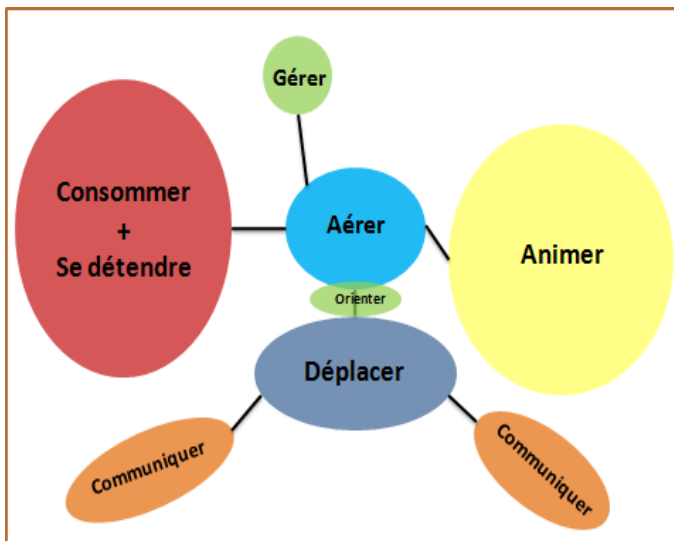 Gérer
Consommer
+
Se détendre
Aérer
Animer
Orienter
Déplacer
Communiquer
Communiquer